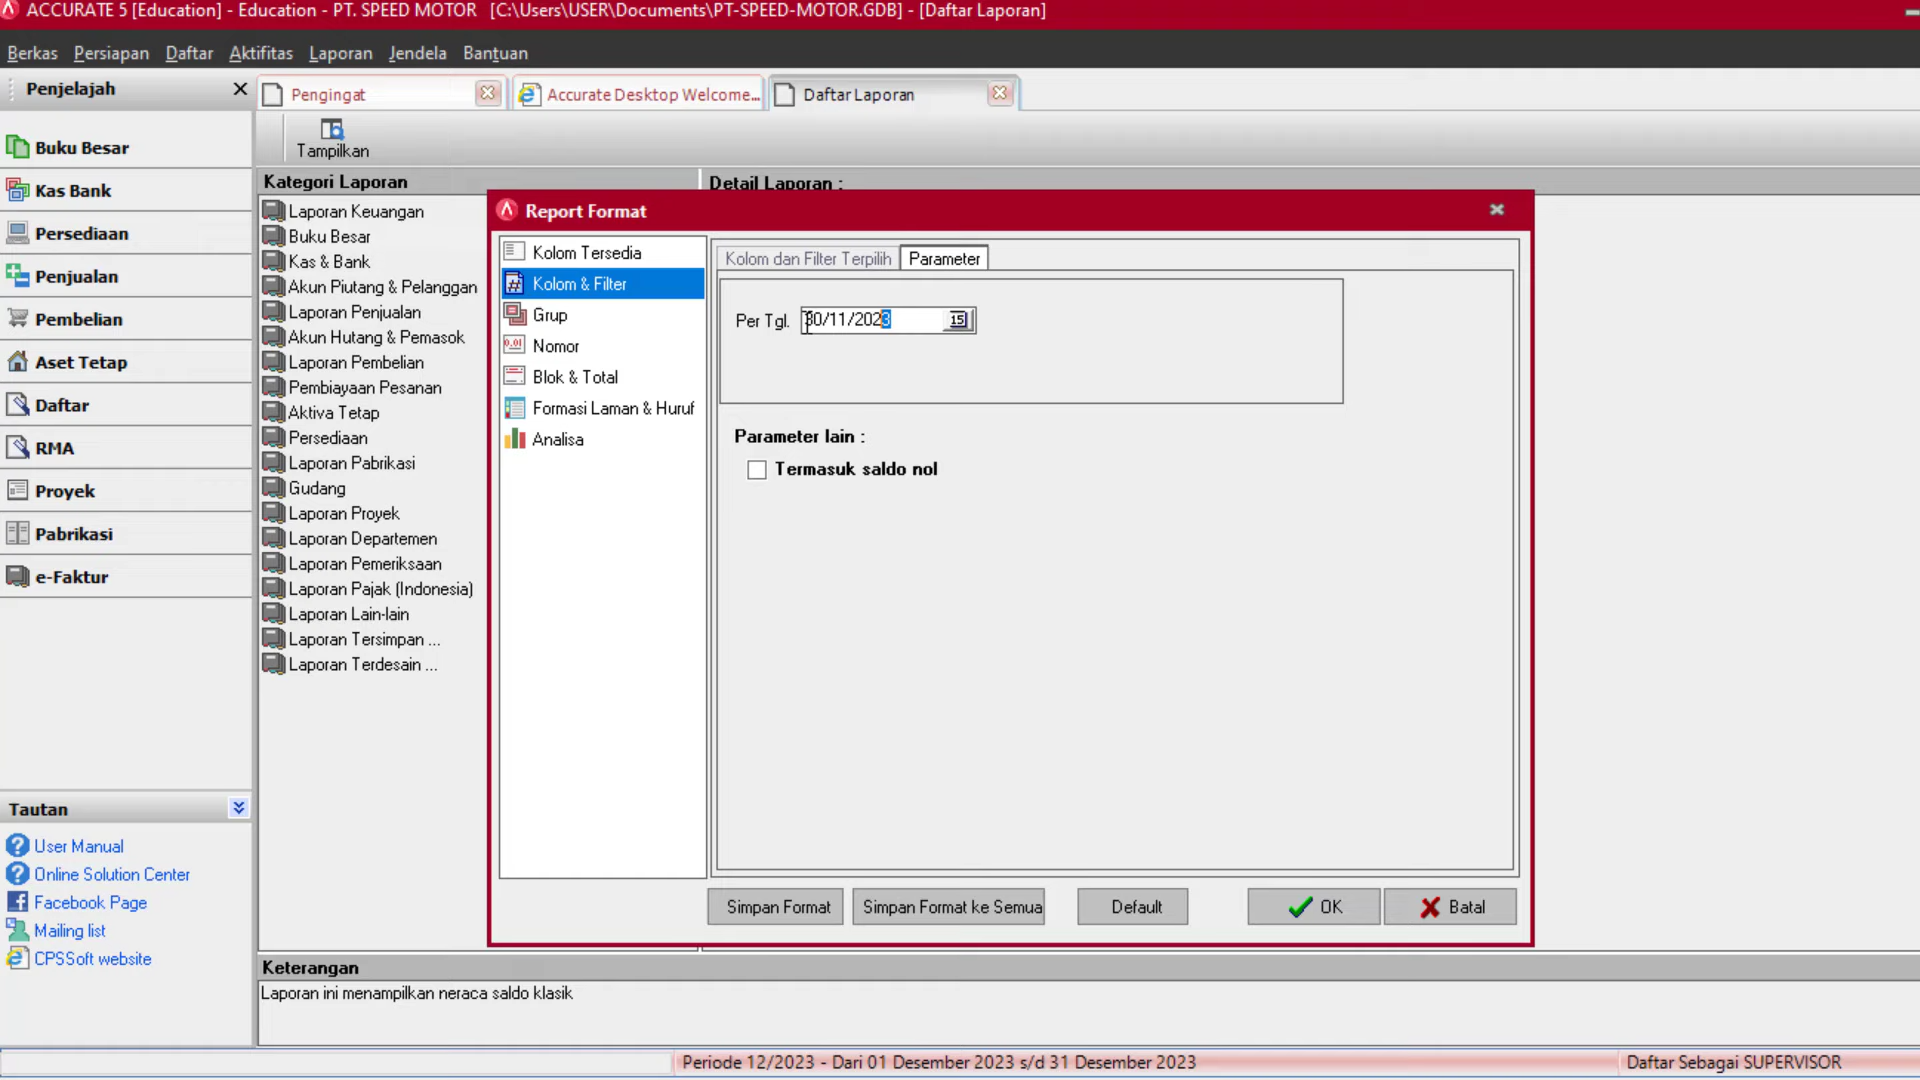 ACCURATE 5 [Education] - Education - PT. SPEED MOTOR [C:\Users\USER\Documents\PT-SPEED-MOTOR.GDB] - [Daftar Laporan]
Berkas Persiapan Daftar Aktifitas Laporan Jendela Bantuan
Penjelajah
Pengingat
Accurate Desktop Welcome...
Daftar Laporan
Tampilkan
Buku Besar
Kas Bank
Persediaan
Penjualan
Pembelian
Aset Tetap
Daftar
RMA
Proyek
Pabrikasi
e-Faktur
Tautan
User Manual
Online Solution Center
Facebook Page
Mailing list
CPSSoft website
Kategori Laporan
Laporan Keuangan
Buku Besar
Kas & Bank
Akun Piutang & Pelanggan
Laporan Penjualan
Akun Hutang & Pemasok
Laporan Pembelian
Pembiayaan Pesanan
Aktiva Tetap
Persediaan
Laporan Pabrikasi
Gudang
Laporan Proyek
Laporan Departemen
Laporan Pemeriksaan
Laporan Pajak (Indonesia)
Laporan Lain-lain
Laporan Tersimpan ...
Laporan Terdesain ...
Detail Laporan :
Report Format
Kolom Tersedia
Kolom & Filter
Grup
Nomor
Blok & Total
Formasi Laman & Huruf
Analisa
Kolom dan Filter Terpilih
Parameter
Per Tgl. 30/11/2023 15
Parameter lain :
Termasuk saldo nol
Simpan Format
Simpan Format ke Semua
Default
OK
Batal
Keterangan
Laporan ini menampilkan neraca saldo klasik
Periode 12/2023 - Dari 01 Desember 2023 s/d 31 Desember 2023
Daftar Sebagai SUPERVISOR